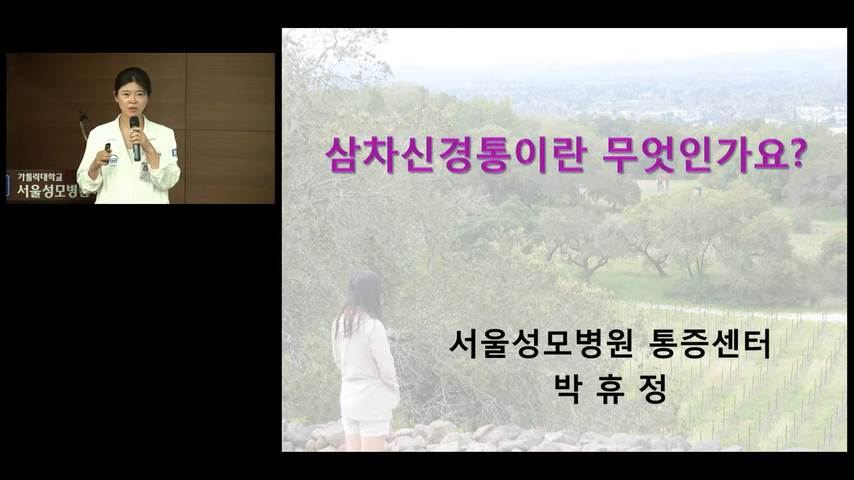 가톨릭대학교
서울성모병원
삼차신경통이란 무엇인가요?
서울성모병원 통증센터
박 휴 정